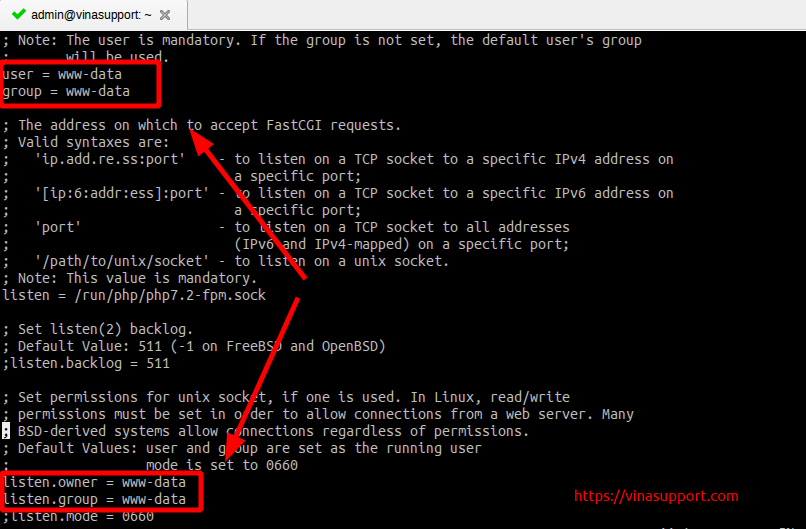 admin@vinasupport: ~
; Note: The user is mandatory. If the group is not set, the default user's group
;       will be used.
user = www-data
group = www-data
; The address on which to accept FastCGI requests.
; Valid syntaxes are:
;   'ip.add.re.ss:port'    - to listen on a TCP socket to a specific IPv4 address on
;                            a specific port;
;   '[ip:6:addr:ess]:port' - to listen on a TCP socket to a specific IPv6 address on
;                            a specific port;
;   'port'                 - to listen on a TCP socket to all addresses
;                            (IPv6 and IPv4-mapped) on a specific port;
;   '/path/to/unix/socket' - to listen on a unix socket.
; Note: This value is mandatory.
listen = /run/php/php7.2-fpm.sock
; Set listen(2) backlog.
; Default Value: 511 (-1 on FreeBSD and OpenBSD)
;listen.backlog = 511
; Set permissions for unix socket, if one is used. In Linux, read/write
; permissions must be set in order to allow connections from a web server. Many
; BSD-derived systems allow connections regardless of permissions.
; Default Values: user and group are set as the running user
;                 mode is set to 0660
listen.owner = www-data
listen.group = www-data
https://vinasupport.com
;listen.mode = 0660